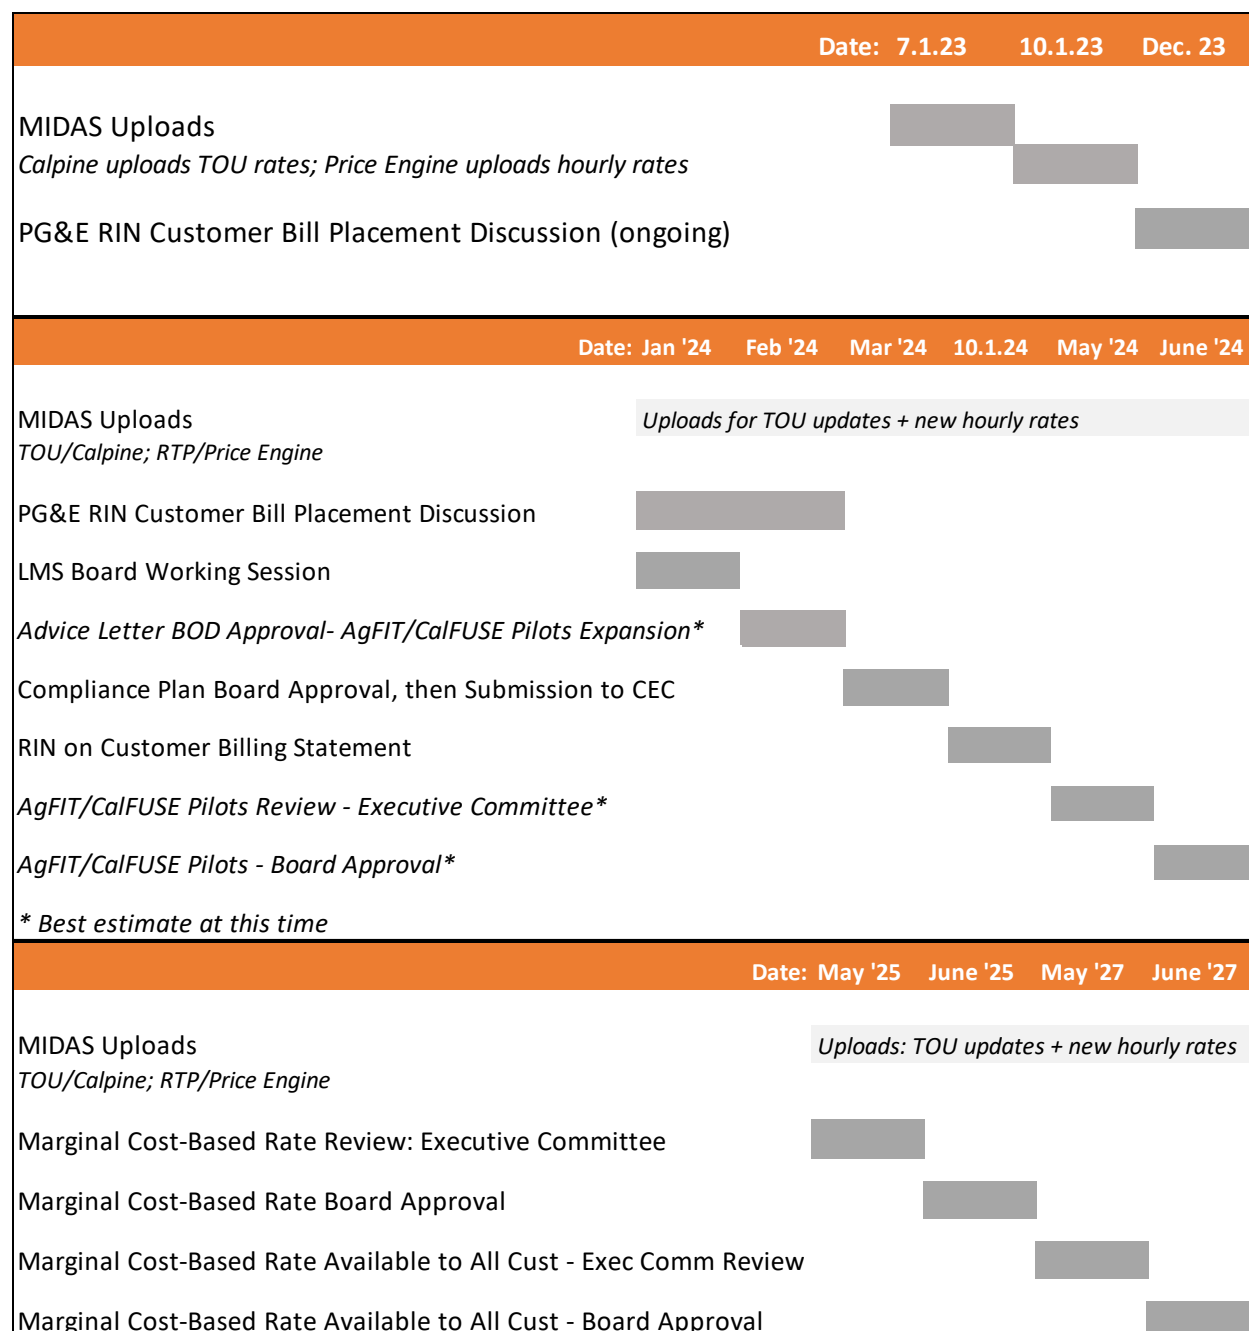 Date: 7.1.23 10.1.23 Dec. 23
MIDAS Uploads
Calpine uploads TOU rates; Price Engine uploads hourly rates
PG&E RIN Customer Bill Placement Discussion (ongoing)
Date: Jan '24 Feb '24 Mar '24 10.1.24 May '24 June '24
MIDAS Uploads Uploads for TOU updates + new hourly rates
TOU/Calpine; RTP/Price Engine
PG&E RIN Customer Bill Placement Discussion
LMS Board Working Session
Advice Letter BOD Approval- AgFIT/CalFUSE Pilots Expansion*
Compliance Plan Board Approval, then Submission to CEC
RIN on Customer Billing Statement
AgFIT/CalFUSE Pilots Review - Executive Committee*
AgFIT/CalFUSE Pilots - Board Approval*
* Best estimate at this time
Date: May '25 June '25 May '27 June '27
MIDAS Uploads Uploads: TOU updates + new hourly rates
TOU/Calpine; RTP/Price Engine
Marginal Cost-Based Rate Review: Executive Committee
Marginal Cost-Based Rate Board Approval
Marginal Cost-Based Rate Available to All Cust - Exec Comm Review
Marginal Cost-Based Rate Available to All Cust - Board Approval